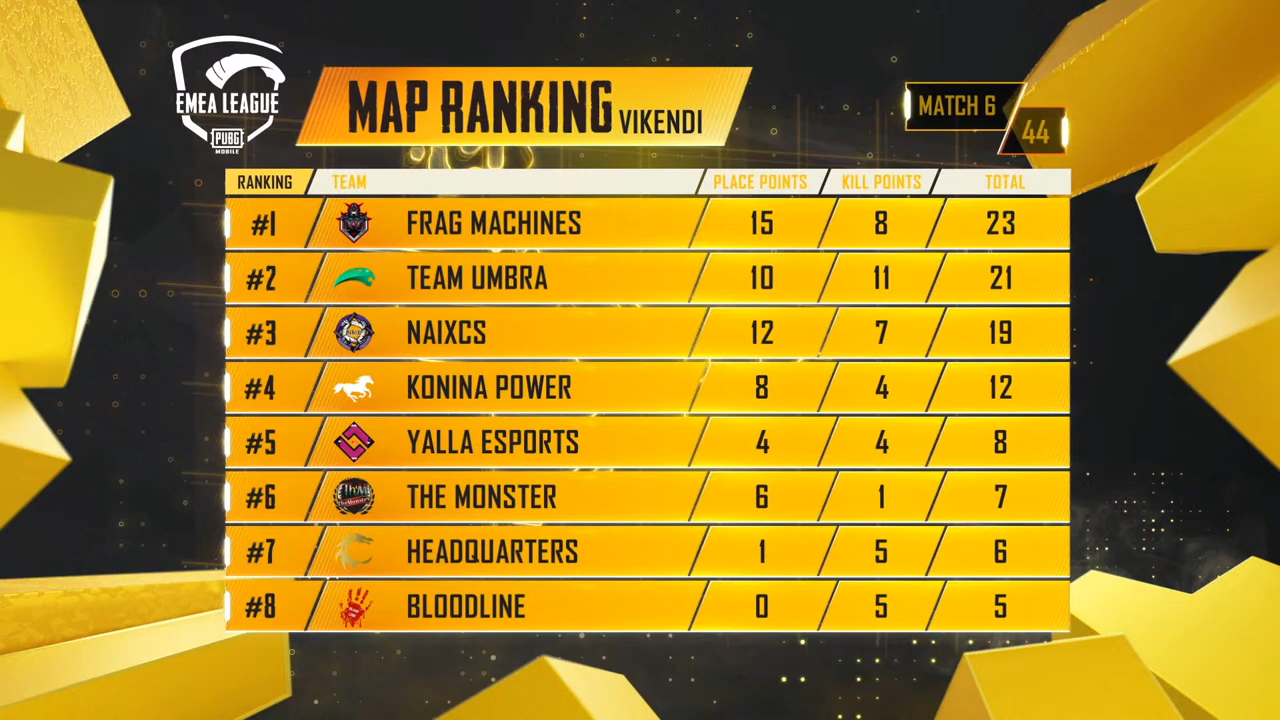 EMEA LEAGUE
PUBG
MOBILE
MAP RANKING VIKENDI
MATCH 6
44
RANKING TEAM PLACE POINTS KILL POINTS TOTAL
#1 FRAG MACHINES 15 8 23
#2 TEAM UMBRA 10 11 21
#3 NAIXCS 12 7 19
#4 KONINA POWER 8 4 12
#5 YALLA ESPORTS 4 4 8
#6 THE MONSTER 6 1 7
#7 HEADQUARTERS 1 5 6
#8 BLOODLINE 0 5 5